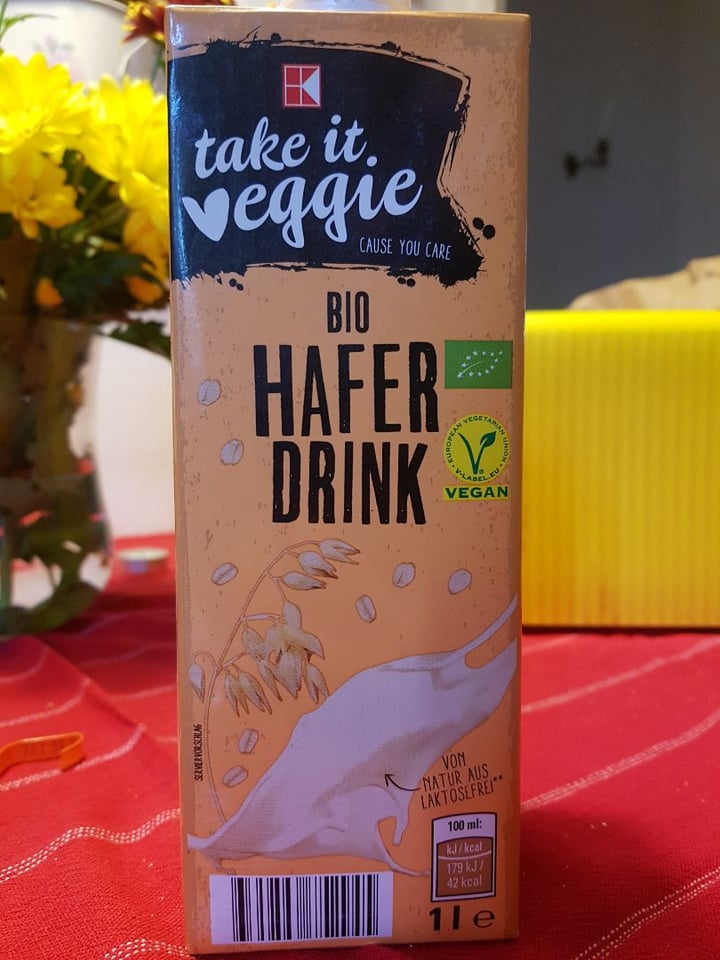 K
take it
veggie
CAUSE YOU CARE
BIO
HAFER
DRINK
EUROPEAN VEGETARIAN UNION
V-LABEL.EU
VEGAN
SERVIERVORSCHLAG
VON
NATUR AUS
LAKTOSEFREI**
100 ml:
kJ / kcal
179 kJ /
42 kcal
1 l e